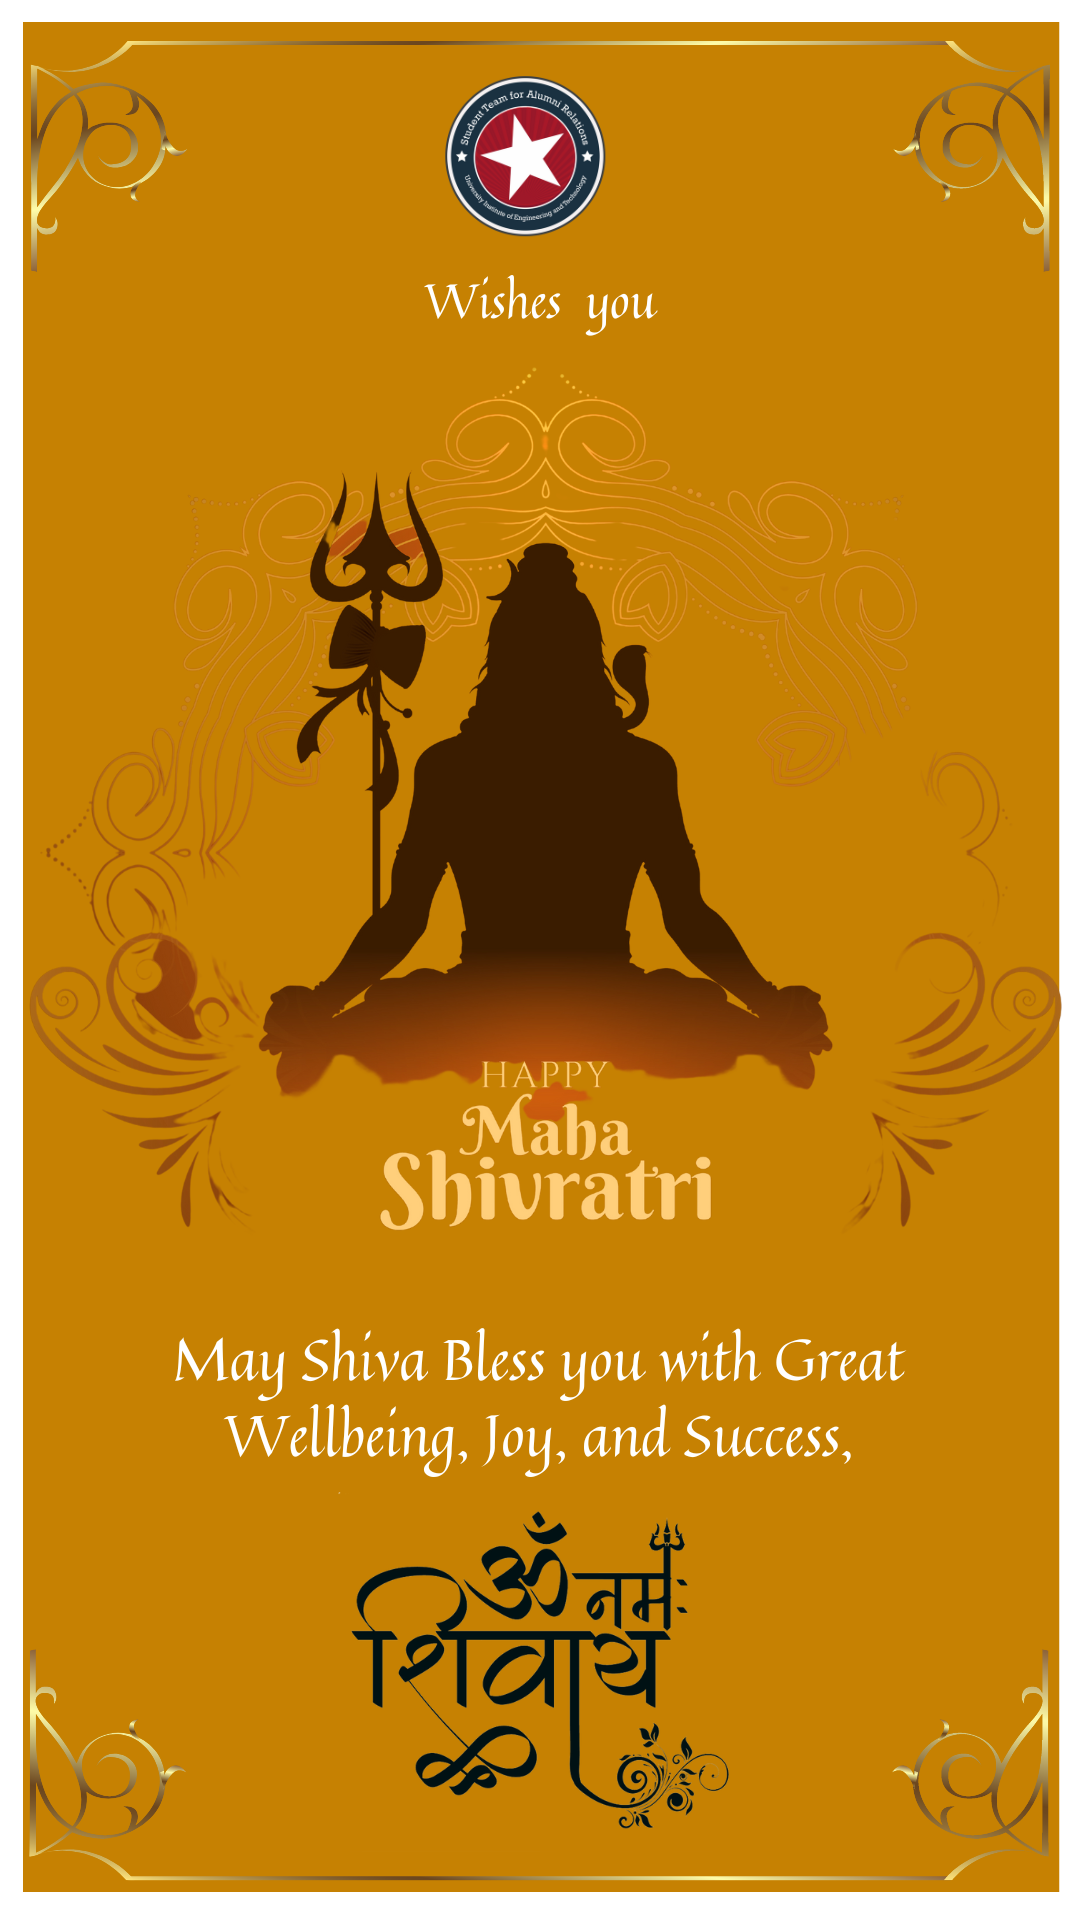 Student Team for Alumni Relations
University Institute of Engineering and Technology
Wishes you
HAPPY
Maha
Shivratri
May Shiva Bless you with Great
Wellbeing, Joy, and Success,
ॐ नमः
शिवाय